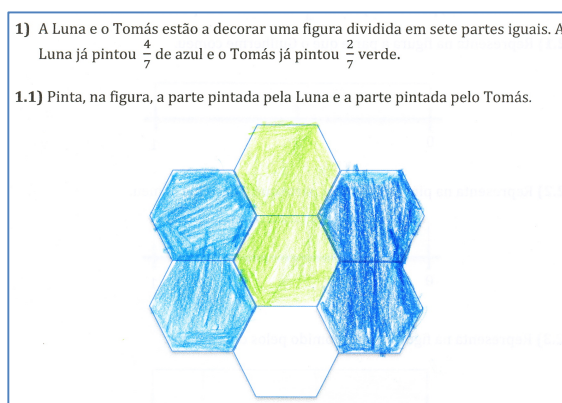 1) A Luna e o Tomás estão a decorar uma figura dividida em sete partes iguais. A
Luna já pintou 4/7 de azul e o Tomás já pintou 2/7 verde.
1.1) Pinta, na figura, a parte pintada pela Luna e a parte pintada pelo Tomás.